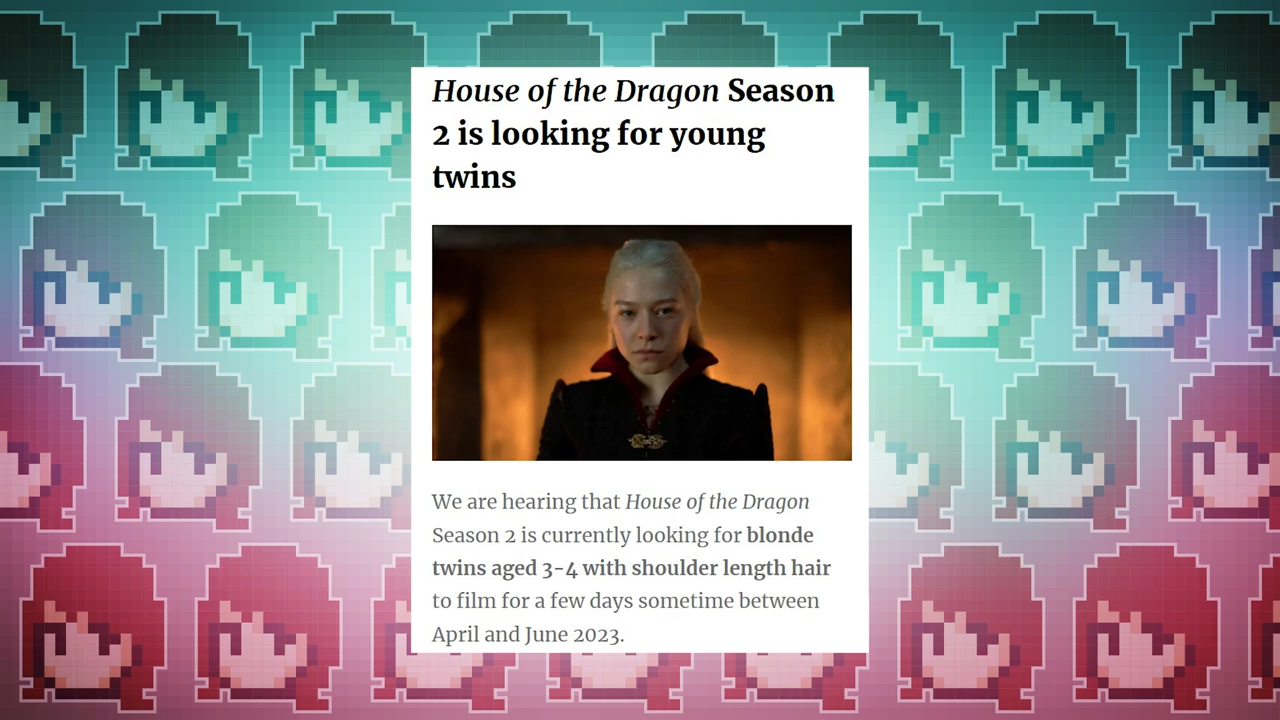 House of the Dragon Season
2 is looking for young
twins
We are hearing that House of the Dragon
Season 2 is currently looking for blonde
twins aged 3-4 with shoulder length hair
to film for a few days sometime between
April and June 2023.